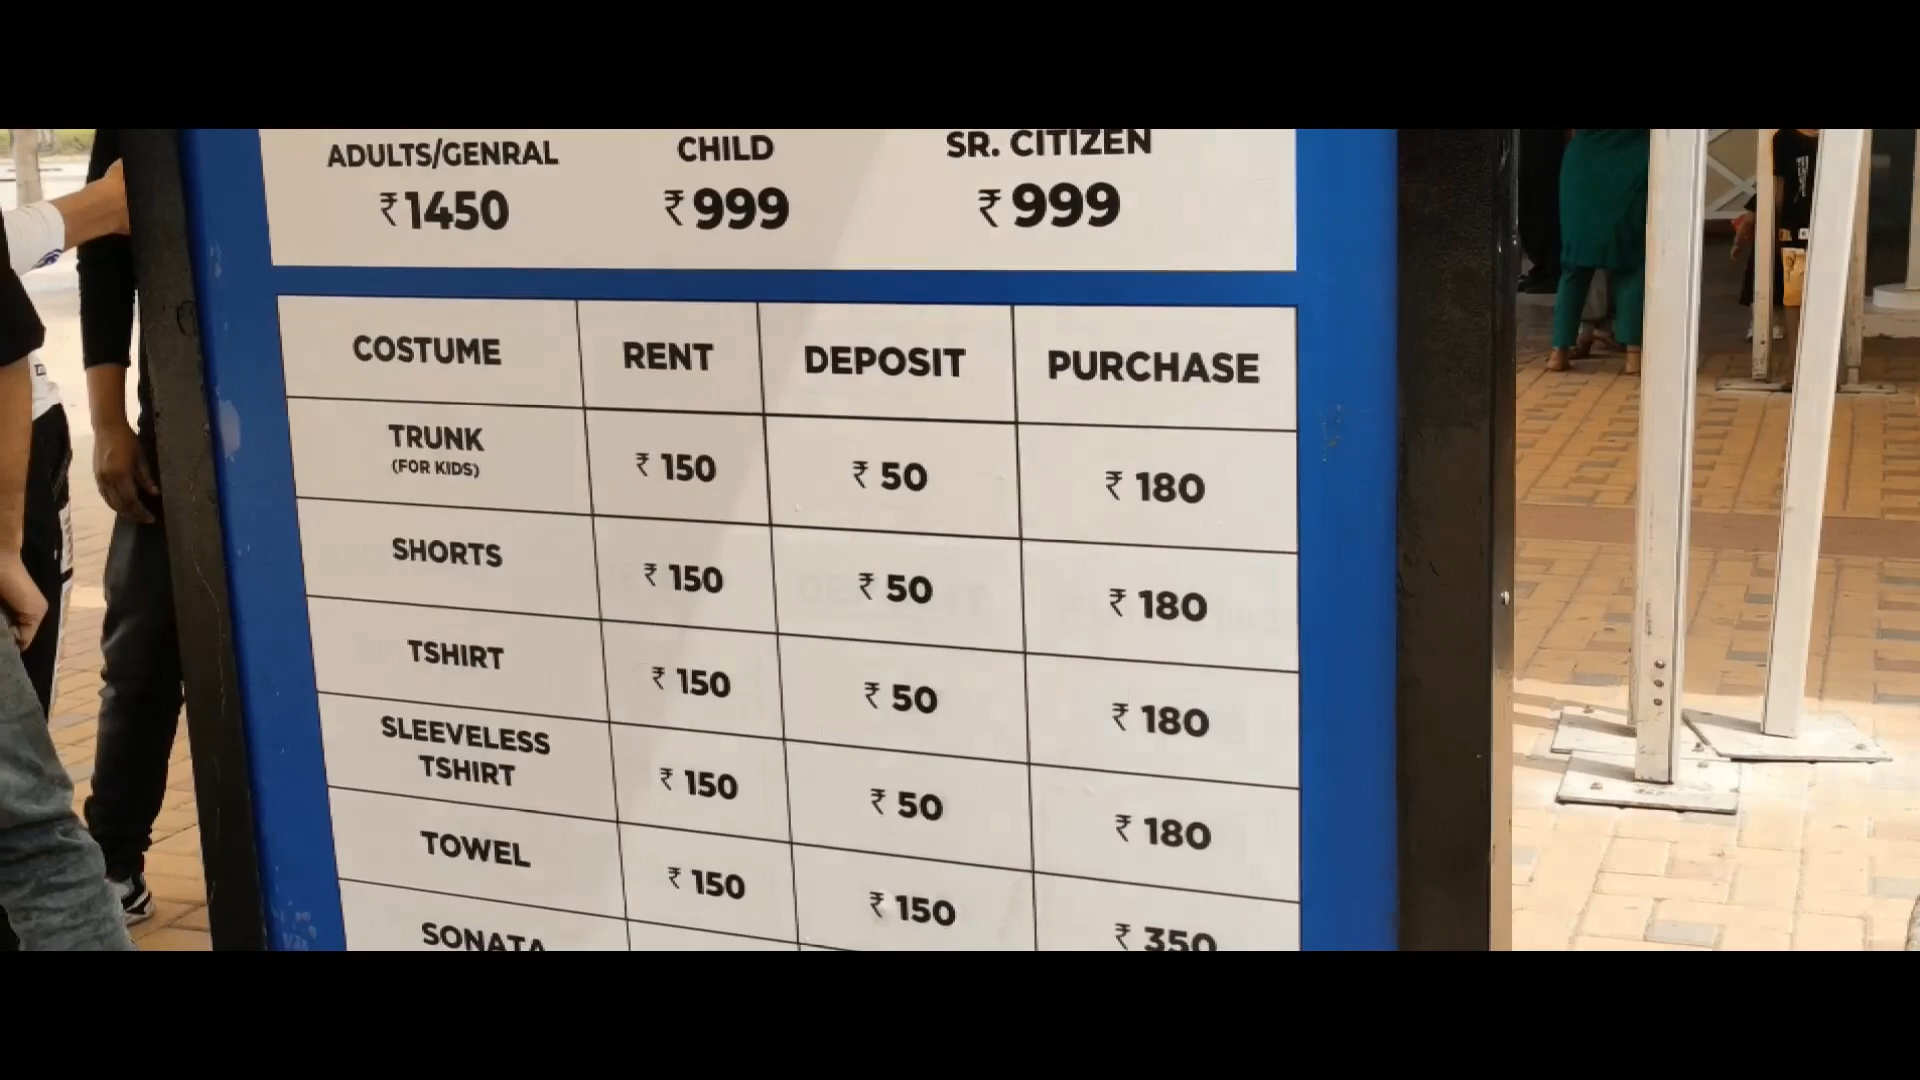 ADULTS/GENRAL CHILD SR. CITIZEN
₹1450 ₹999 ₹999
COSTUME RENT DEPOSIT PURCHASE
TRUNK
(FOR KIDS) ₹ 150 ₹ 50 ₹ 180
SHORTS ₹ 150 ₹ 50 ₹ 180
TSHIRT ₹ 150 ₹ 50 ₹ 180
SLEEVELESS
TSHIRT ₹ 150 ₹ 50 ₹ 180
TOWEL ₹ 150 ₹ 150 ₹ 350
SONATA